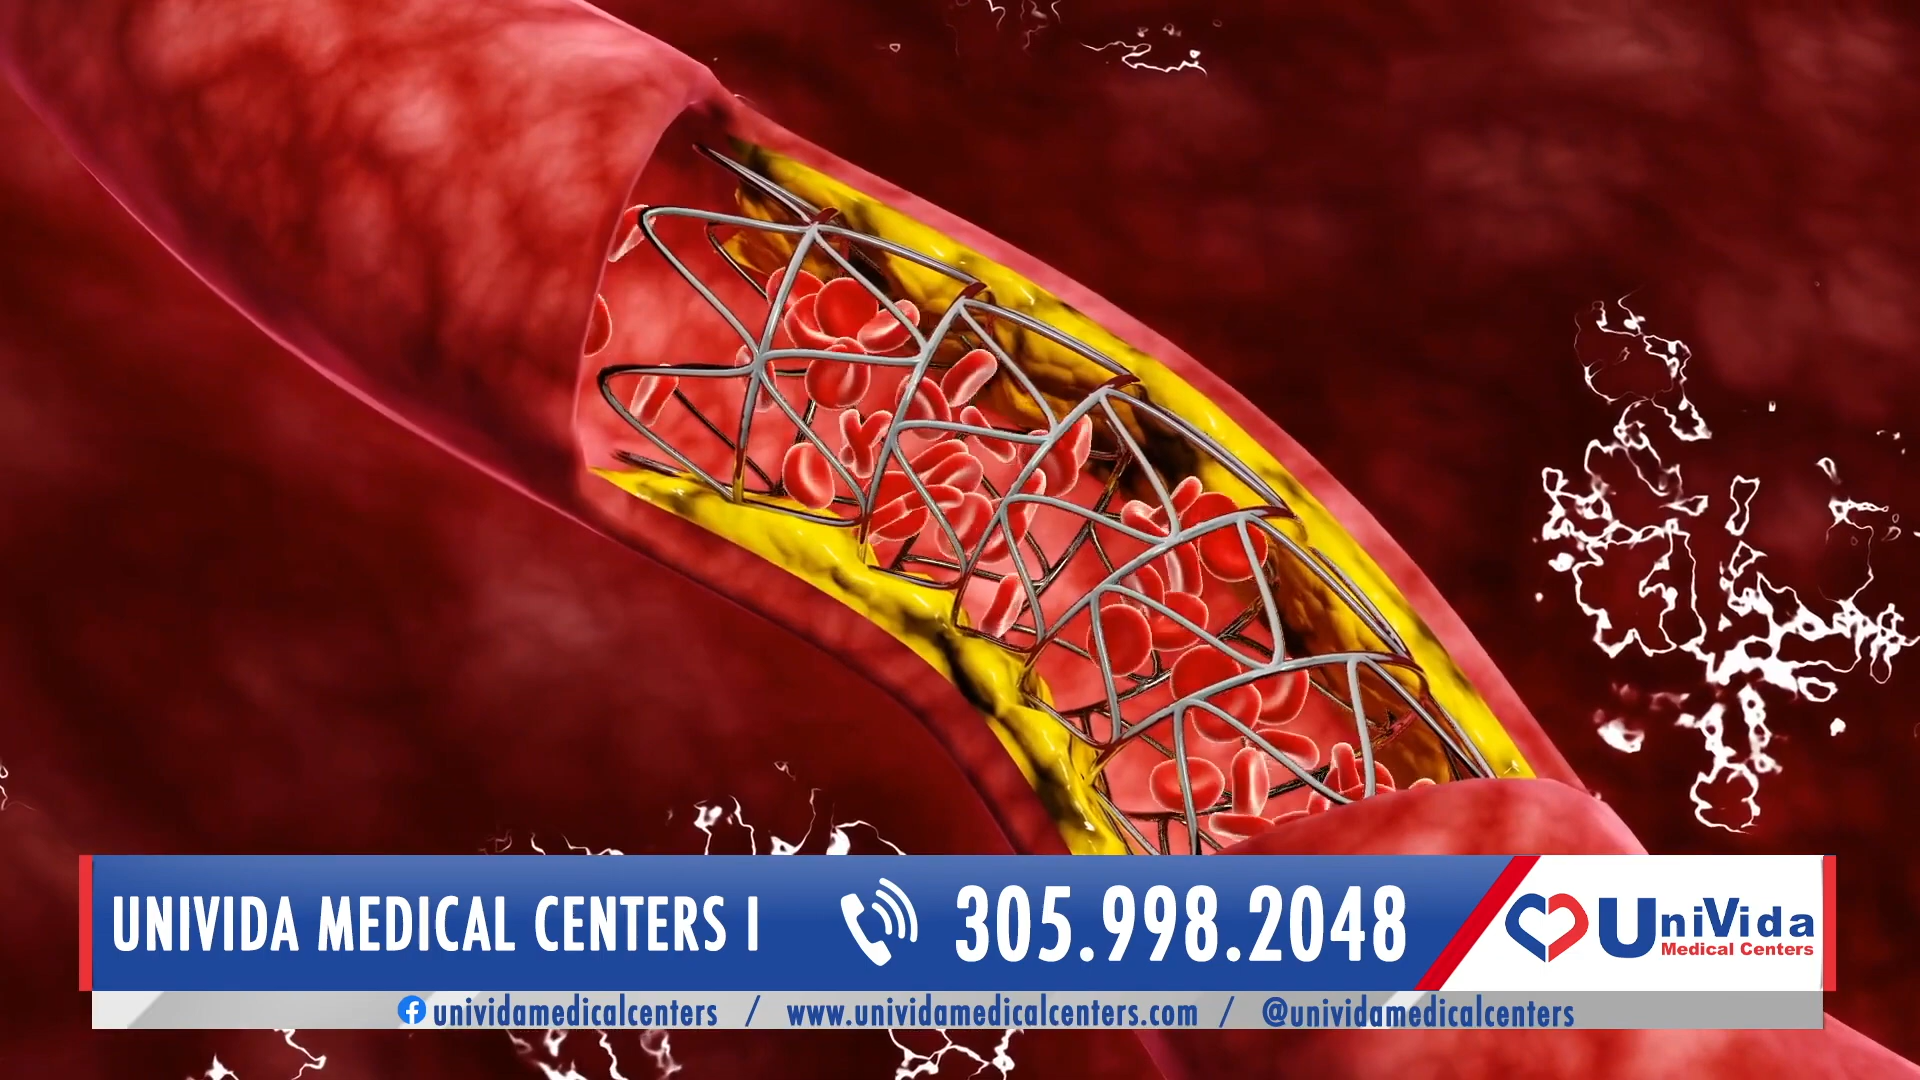 UNIVIDA MEDICAL CENTERS I
305.998.2048
UniVida
Medical Centers
unividamedicalcenters / www.unividamedicalcenters.com / @unividamedicalcenters